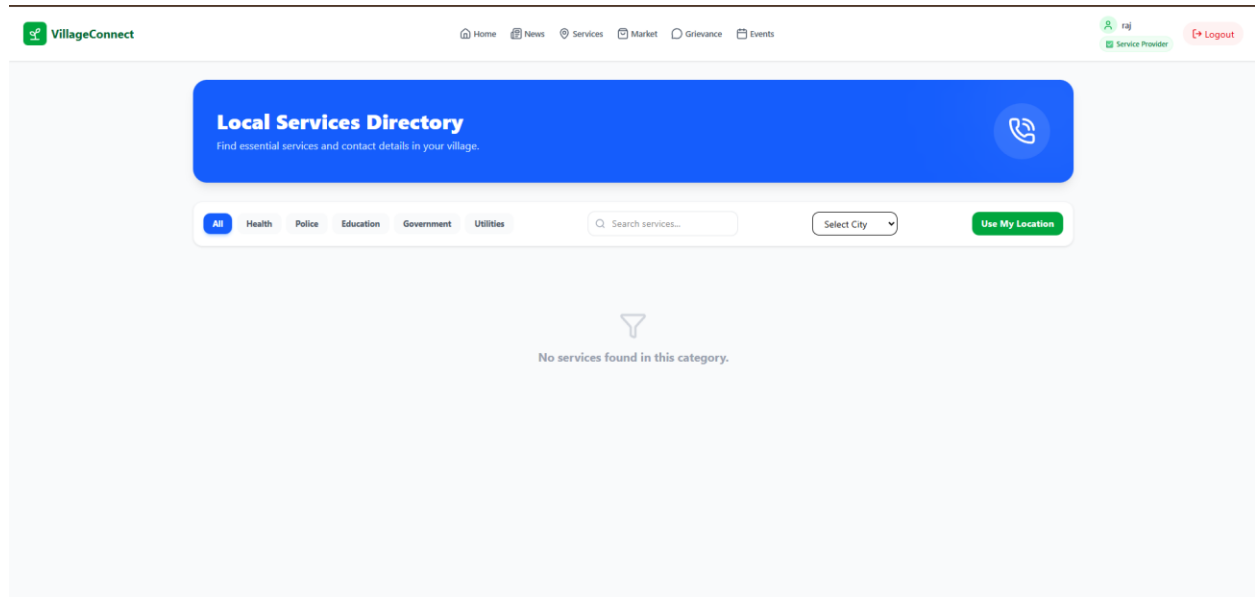 VillageConnect
Home News Services Market Grievance Events
raj
Service Provider
Logout
Local Services Directory
Find essential services and contact details in your village.
All Health Police Education Government Utilities
Search services...
Select City
Use My Location
No services found in this category.